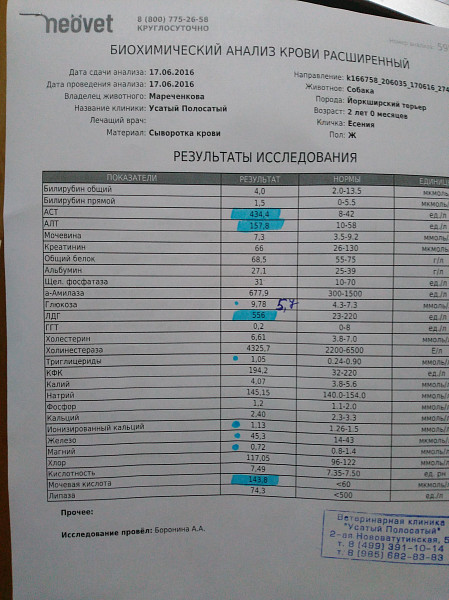 neovet
8 (800) 775-26-58
КРУГЛОСУТОЧНО
БИОХИМИЧЕСКИЙ АНАЛИЗ КРОВИ РАСШИРЕННЫЙ
Дата сдачи анализа: 17.06.2016
Дата проведения анализа: 17.06.2016
Владелец животного: Мареченкова
Название клиники: Усатый Полосатый
Лечащий врач:
Материал: Сыворотка крови
Направление: k166758_206035_170616_274
Животное: Собака
Порода: Йоркширский терьер
Возраст: 2 лет 0 месяцев
Кличка: Есения
Пол: Ж
РЕЗУЛЬТАТЫ ИССЛЕДОВАНИЯ
ПОКАЗАТЕЛИ РЕЗУЛЬТАТ НОРМЫ ЕДИНИЦ
Билирубин общий 4,0 2.0-13.5 мкмоль/
Билирубин прямой 1,5 0-5.5 мкмоль/
АСТ 434,4 8-42 ед./л
АЛТ 157,8 10-58 ед./л
Мочевина 7,3 3.5-9.2 ммоль/
Креатинин 66 26-130 мкмоль/
Общий белок 68,5 55-75 г/л
Альбумин 27,1 25-39 г/л
Щел. фосфатаза 31 10-70 ед/л
а-Амилаза 677,9 300-1500 ед/л
Глюкоза 9,78 5,7 4.3-7.3 ммоль/
ЛДГ 556 23-220 ед/л
ГГТ 0,2 0-8 ед/л
Холестерин 6,61 3.8-7.0 ммоль/
Холинестераза 4325,7 2200-6500 Е/л
Триглицериды 1,05 0.24-0.90 ммоль/
КФК 194,2 32-220 ед./л
Калий 4,07 3.8-5.6 ммоль/
Натрий 145,15 140.0-154.0 ммоль/
Фосфор 1,2 1.1-2.0 ммоль/
Кальций 2,40 2.3-3.3 ммоль/
Ионизированный кальций 1,13 1.26-1.5 ммоль/
Железо 45,3 14-43 мкмоль/
Магний 0,72 0.8-1.4 ммоль/
Хлор 117,05 96-122 ммоль/
Кислотность 7,49 7.35-7.50 ед. рн
Мочевая кислота 143,8 <60 мкмоль/
Липаза 74,3 <500 ед./л
Прочее:
Исследование провёл: Боронина А.А.
Ветеринарная клиника
"Усатый Полосатый"
2-ая Нововатутинская, 5
т. 8 (499) 391-10-14
т. 8 (985) 682-83-83